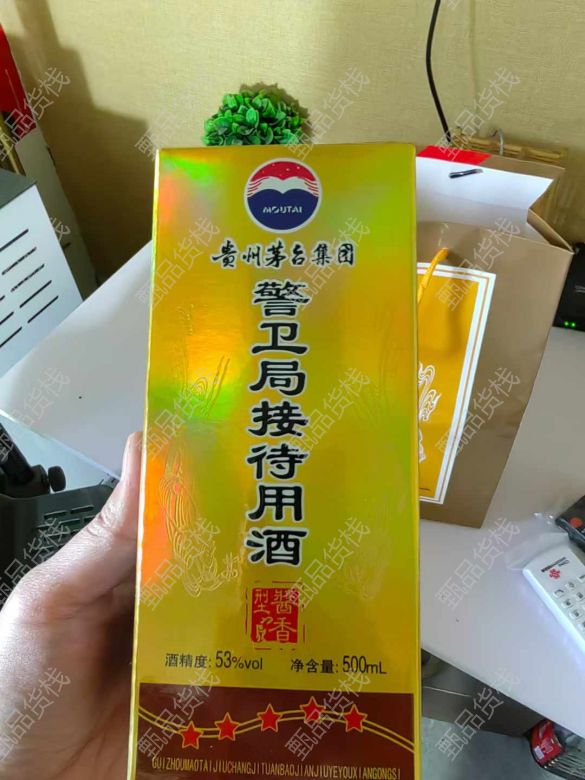 MOUTAI
贵州茅台集团
警卫局接待用酒
醬香
型
酒精度: 53%vol 净含量: 500mL
GUIZHOUMAOTAIJIUCHANGJITUANBAOJIANJIUYEYOUXIANGONGSI
甄品货栈